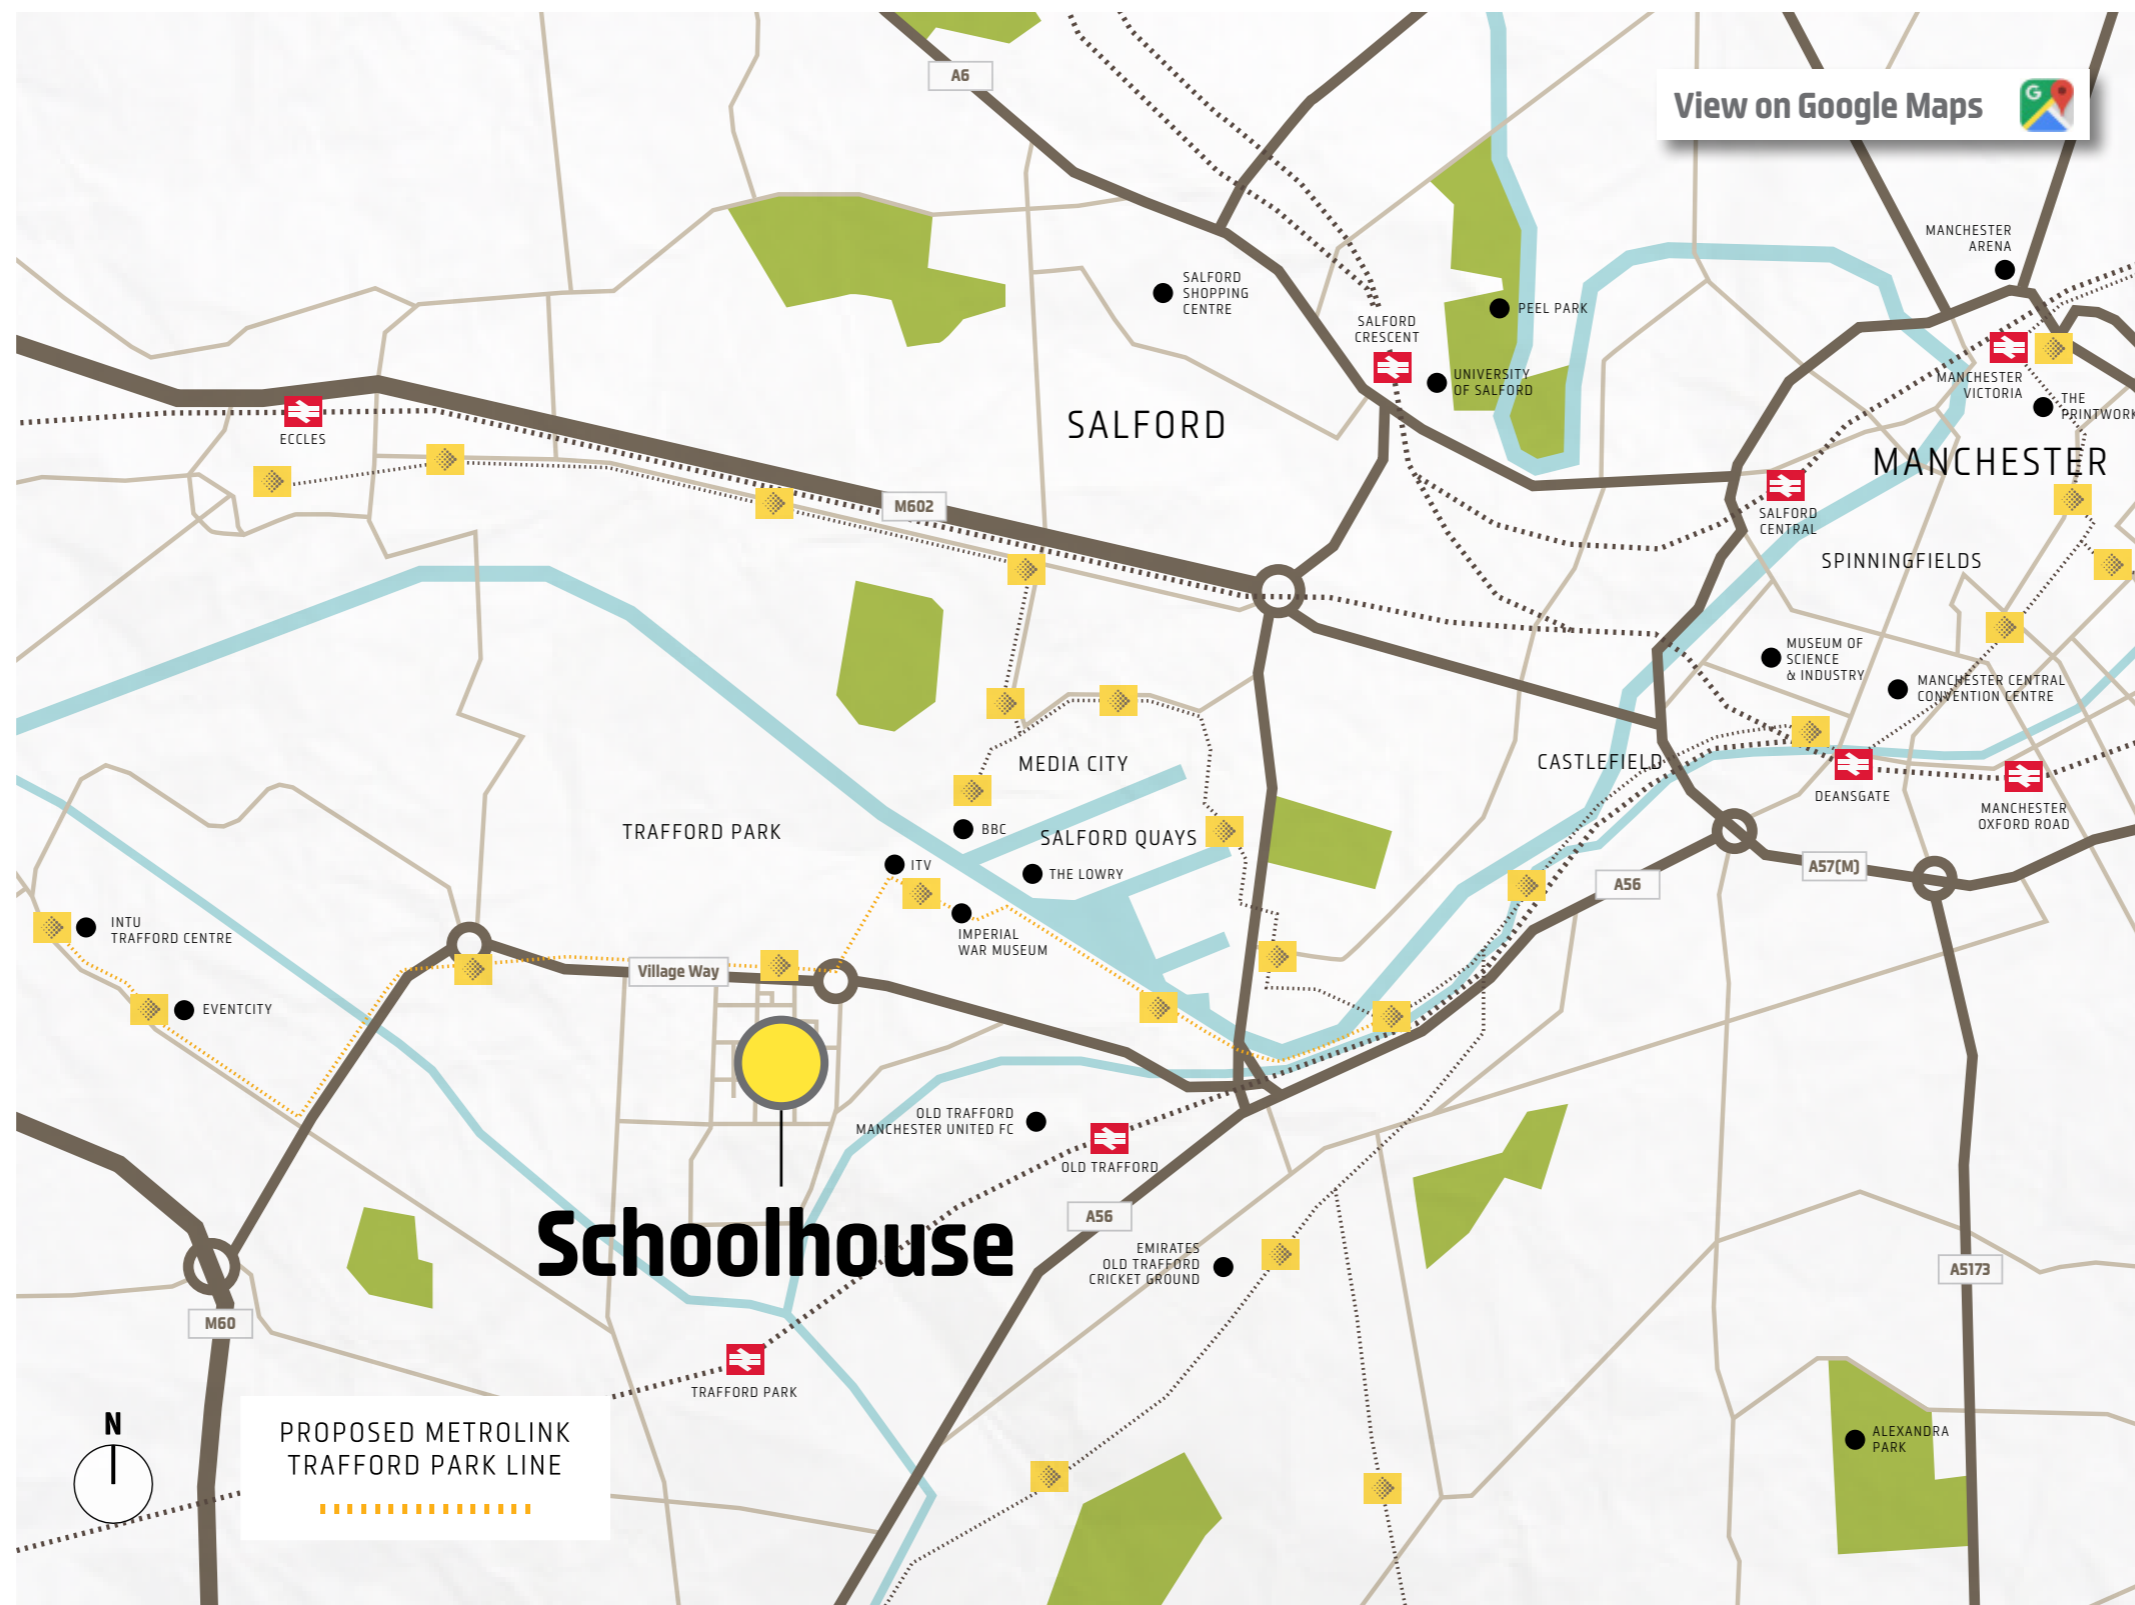 A6
View on Google Maps
MANCHESTER
ARENA
SALFORD
SHOPPING
CENTRE
PEEL PARK
SALFORD
CRESCENT
UNIVERSITY
OF SALFORD
MANCHESTER
VICTORIA
THE
PRINTWORK
ECCLES
SALFORD
MANCHESTER
M602
SALFORD
CENTRAL
SPINNINGFIELDS
MUSEUM OF
SCIENCE
& INDUSTRY
MANCHESTER CENTRAL
CONVENTION CENTRE
MEDIA CITY
CASTLEFIELD
DEANSGATE
MANCHESTER
OXFORD ROAD
TRAFFORD PARK
BBC
SALFORD QUAYS
ITV
THE LOWRY
A57(M)
A56
INTU
TRAFFORD CENTRE
IMPERIAL
WAR MUSEUM
Village Way
EVENTCITY
OLD TRAFFORD
MANCHESTER UNITED FC
OLD TRAFFORD
Schoolhouse
A56
EMIRATES
OLD TRAFFORD
CRICKET GROUND
A5173
M60
TRAFFORD PARK
N
PROPOSED METROLINK
TRAFFORD PARK LINE
ALEXANDRA
PARK